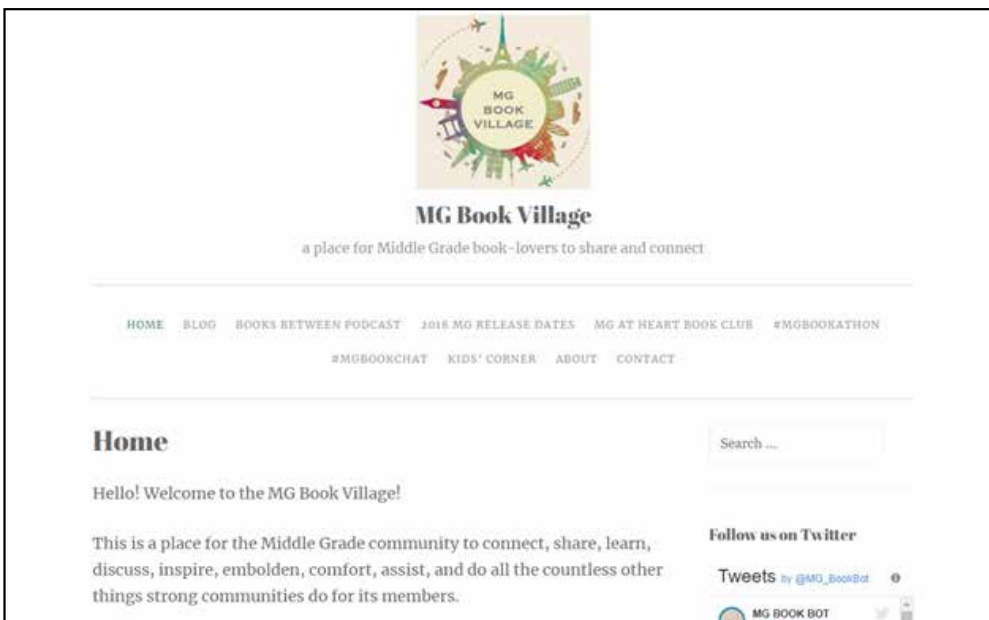 MG
BOOK
VILLAGE
MG Book Village
a place for Middle Grade book-lovers to share and connect
HOME BLOG BOOKS BETWEEN PODCAST 2018 MG RELEASE DATES MG AT HEART BOOK CLUB #MGBOOKATHON
#MGBOOKCHAT KIDS' CORNER ABOUT CONTACT
Home
Search ...
Hello! Welcome to the MG Book Village!
This is a place for the Middle Grade community to connect, share, learn,
discuss, inspire, embolden, comfort, assist, and do all the countless other
things strong communities do for its members.
Follow us on Twitter
Tweets by @MG_BookBot
MG BOOK BOT